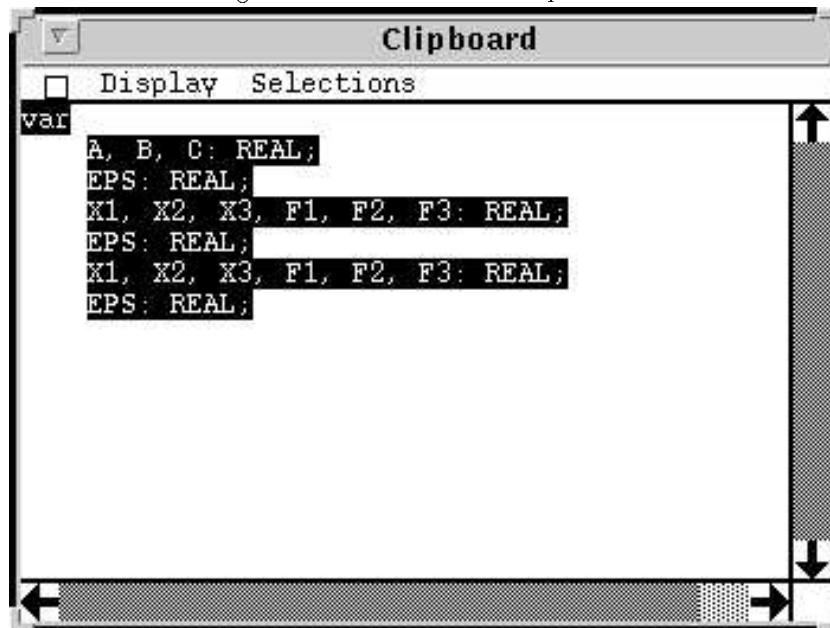 Clipboard
Display Selections
var
A, B, C: REAL;
EPS: REAL;
X1, X2, X3, F1, F2, F3: REAL;
EPS: REAL;
X1, X2, X3, F1, F2, F3: REAL;
EPS: REAL;